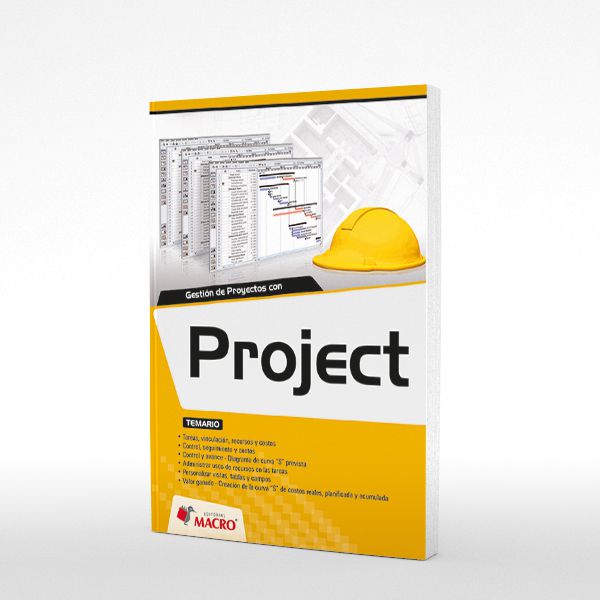 Gestión de Proyectos con
Project
TEMARIO
• Tareas, vinculación, recursos y costos
• Control, seguimiento y costos
• Control y avance - Diagrama de curva "S" prevista
• Administrar usos de recursos en las tareas
• Personalizar vistas, tablas y campos
• Valor ganado - Creación de la curva "S" de costos reales, planificada y acumulada
EDITORIAL
MACRO®